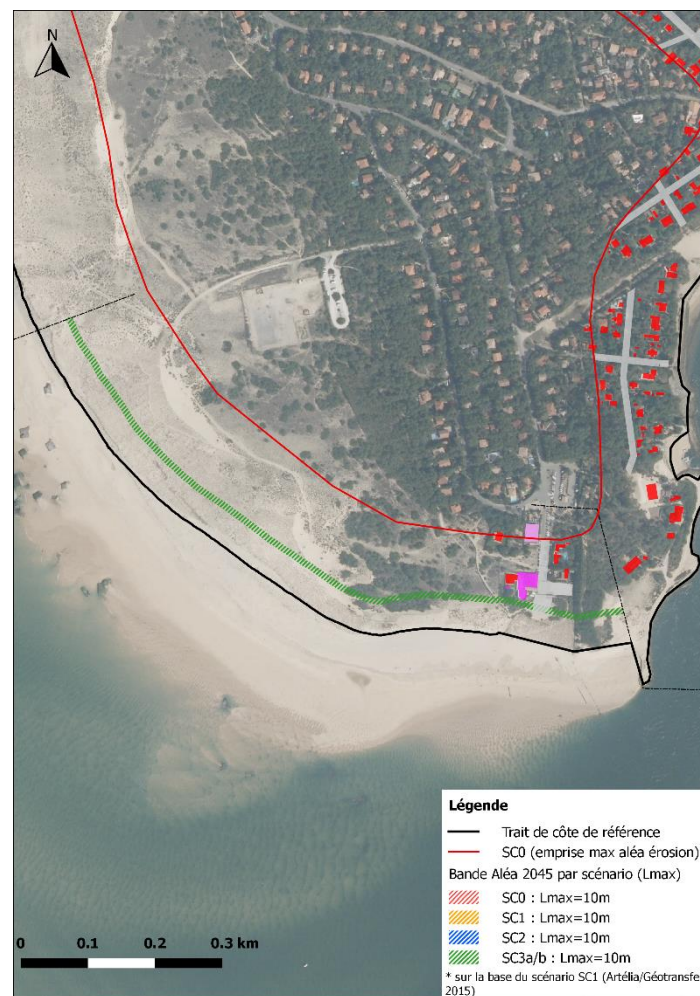 N
Légende
Trait de côte de référence
SC0 (emprise max aléa érosion)
Bande Aléa 2045 par scénario (Lmax)
SC0 : Lmax=10m
SC1 : Lmax=10m
SC2 : Lmax=10m
SC3a/b : Lmax=10m
* sur la base du scénario SC1 (Artélia/Géotransfe
2015)
0 0.1 0.2 0.3 km